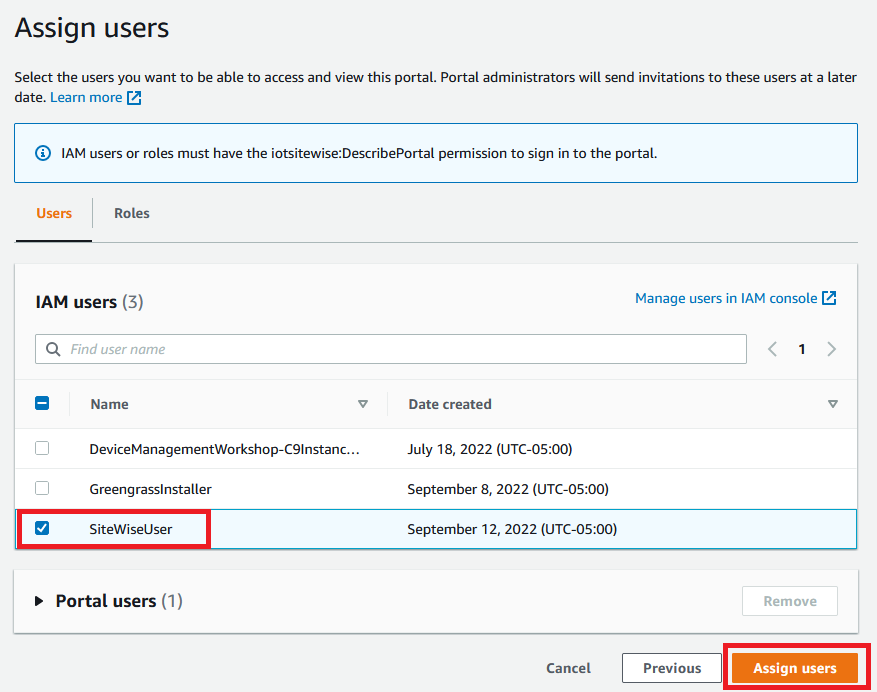 Assign users
Select the users you want to be able to access and view this portal. Portal administrators will send invitations to these users at a later
date. Learn more
IAM users or roles must have the iotsitewise:DescribePortal permission to sign in to the portal.
Users Roles
IAM users (3) Manage users in IAM console
Find user name 1
Name Date created
DeviceManagementWorkshop-C9Instanc… July 18, 2022 (UTC-05:00)
GreengrassInstaller September 8, 2022 (UTC-05:00)
SiteWiseUser September 12, 2022 (UTC-05:00)
Portal users (1) Remove
Cancel Previous Assign users